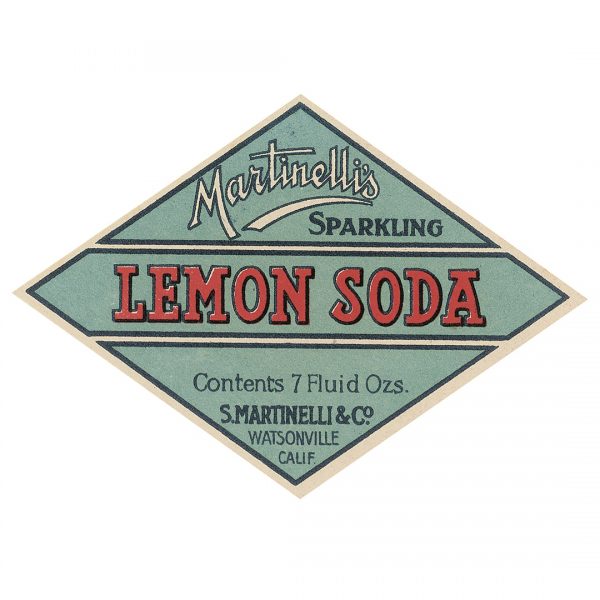 Martinelli's
SPARKLING
LEMON SODA
Contents 7 Fluid Ozs.
S. MARTINELLI & Co.
WATSONVILLE
CALIF.